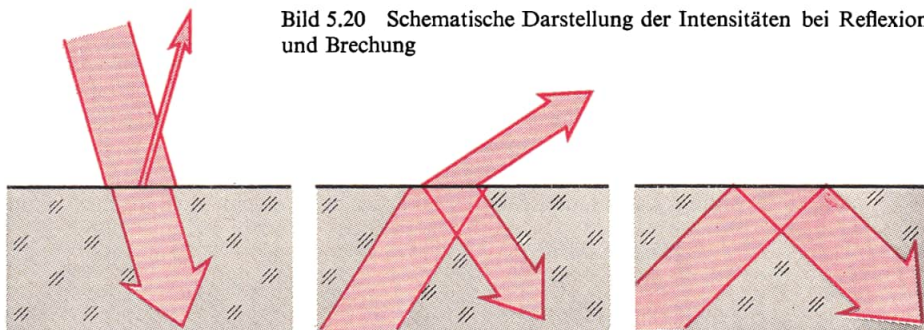 Bild 5.20 Schematische Darstellung der Intensitäten bei Reflexion
und Brechung